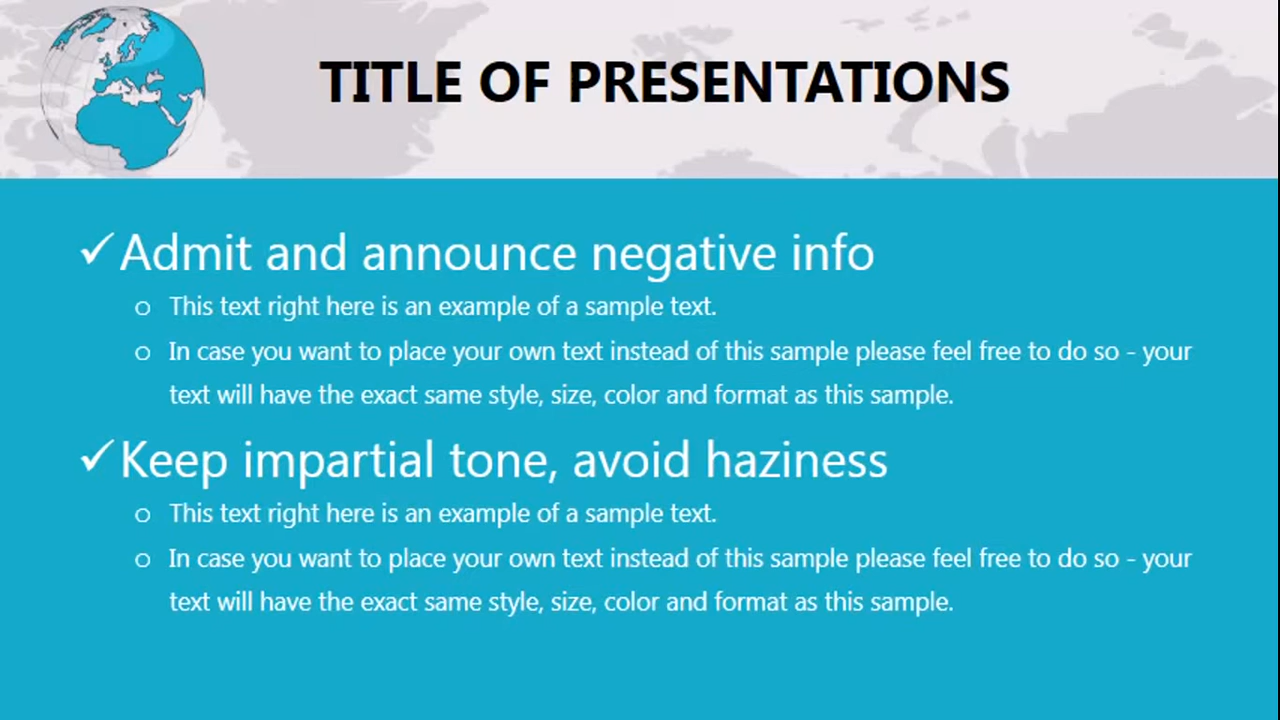 TITLE OF PRESENTATIONS
✓Admit and announce negative info
o This text right here is an example of a sample text.
o In case you want to place your own text instead of this sample please feel free to do so - your
text will have the exact same style, size, color and format as this sample.
✓Keep impartial tone, avoid haziness
o This text right here is an example of a sample text.
o In case you want to place your own text instead of this sample please feel free to do so - your
text will have the exact same style, size, color and format as this sample.